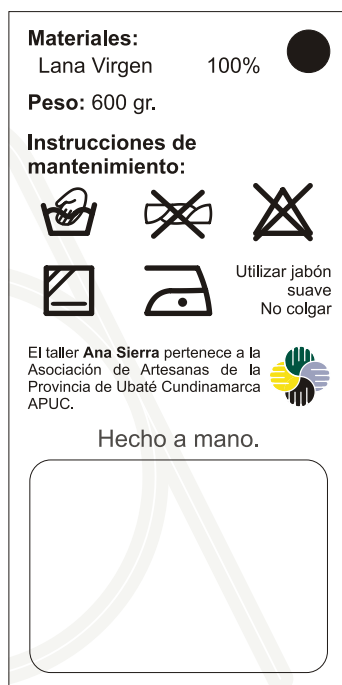 Materiales:
Lana Virgen 100%
Peso: 600 gr.
Instrucciones de
mantenimiento:
Utilizar jabón
suave
No colgar
El taller Ana Sierra pertenece a la
Asociación de Artesanas de la
Provincia de Ubaté Cundinamarca
APUC.
Hecho a mano.